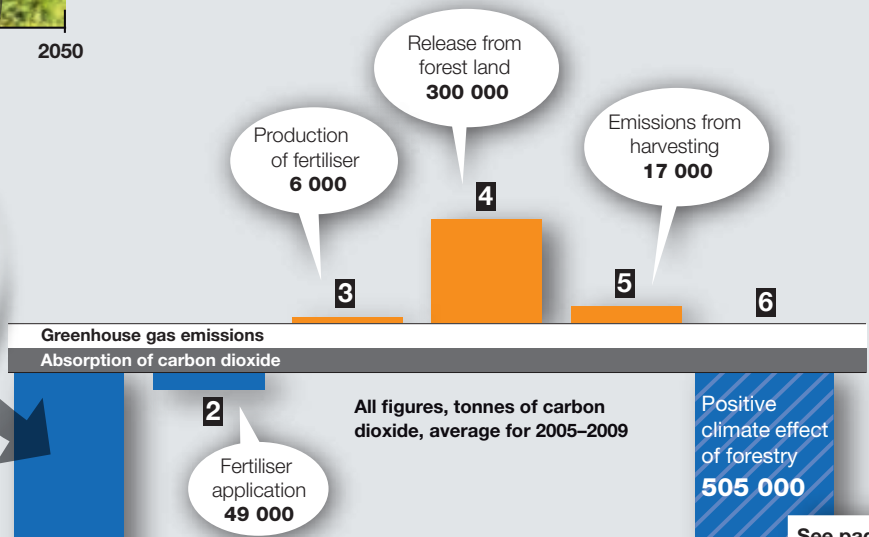 2050
Release from
forest land
300 000
Production
of fertiliser
6 000
Emissions from
harvesting
17 000
4
3
5
6
Greenhouse gas emissions
Absorption of carbon dioxide
2
All figures, tonnes of carbon
dioxide, average for 2005–2009
Fertiliser
application
49 000
Positive
climate effect
of forestry
505 000
See